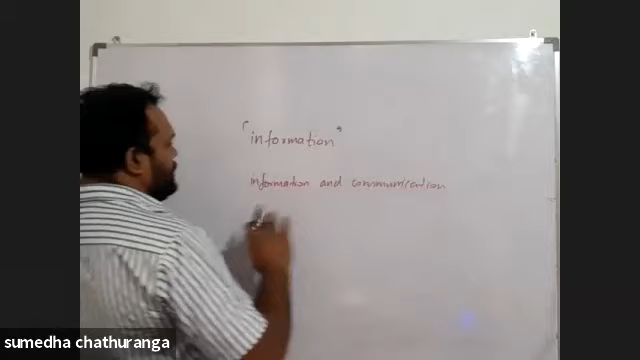 "information"
information and communication
sumedha chathuranga